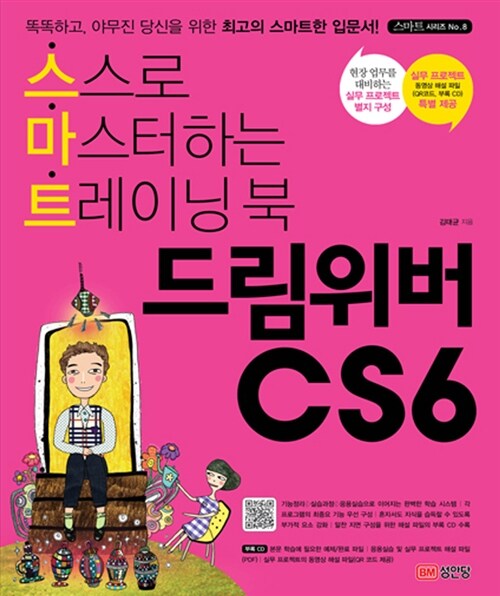 똑똑하고, 야무진 당신을 위한 최고의 스마트한 입문서!
스마트 시리즈 No.8
현장 업무를
대비하는
실무 프로젝트
별지 구성
실무 프로젝트
동영상 해설 파일
(QR코드, 부록 CD)
특별 제공
스스로
마스터하는
트레이닝 북
김태균 지음
드림위버
CS6
기능정리 | 실습과정 | 응용실습으로 이어지는 완벽한 학습 시스템 | 각
프로그램의 최종요 기능 우선 구성 | 혼자서도 지식을 습득할 수 있도록
부가적 요소 강화 | 알찬 지면 구성을 위한 해설 파일의 부록 CD 수록
부록 CD 본문 학습에 필요한 예제/완료 파일 | 응용실습 및 실무 프로젝트 해설 파일
(PDF) | 실무 프로젝트의 동영상 해설 파일(QR 코드 제공)
BM 성안당